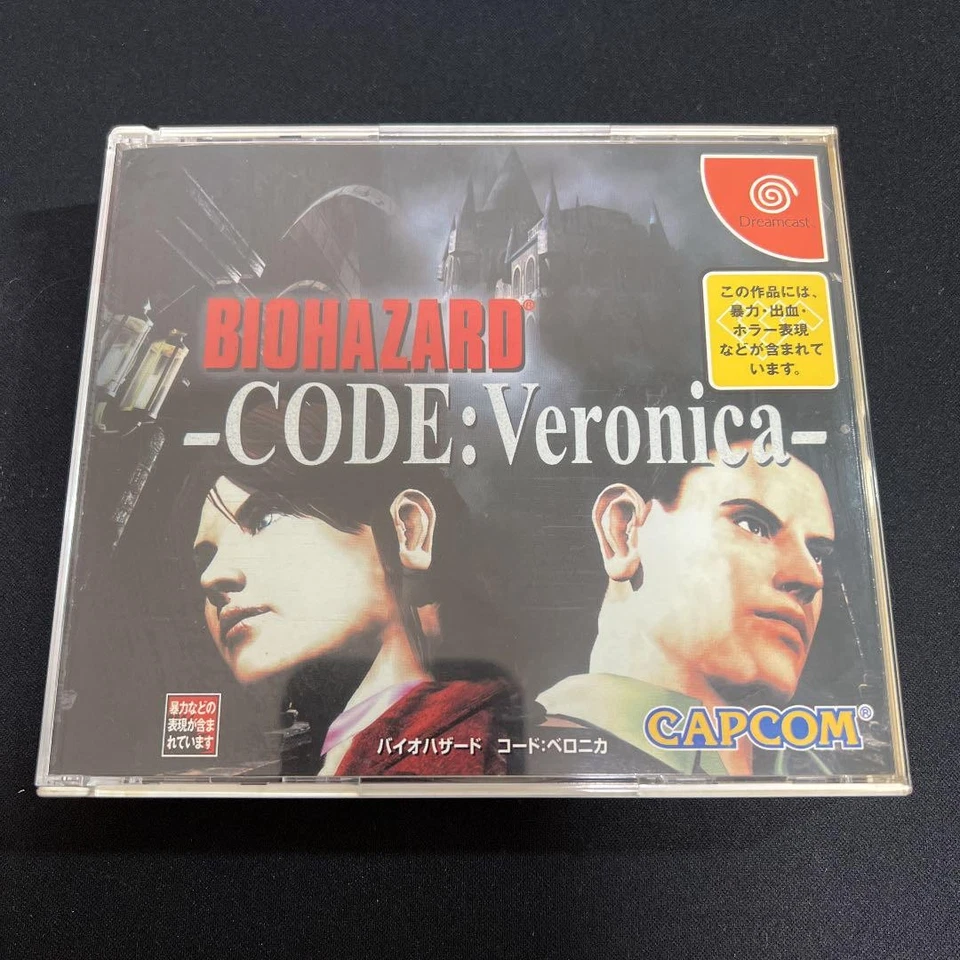 Dreamcast
この作品には、
暴力・出血・
ホラー表現
などが含まれて
います。
BIOHAZARD®
-CODE:Veronica-
暴力などの
表現が含ま
れています
バイオハザード コード:ベロニカ
CAPCOM®